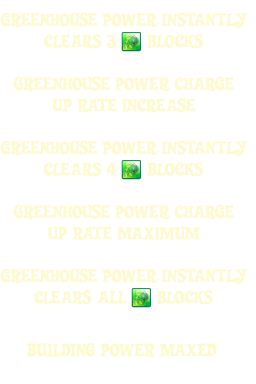 GREENHOUSE POWER INSTANTLY
CLEARS 3 BLOCKS
GREENHOUSE POWER CHARGE
UP RATE INCREASE
GREENHOUSE POWER INSTANTLY
CLEARS 4 BLOCKS
GREENHOUSE POWER CHARGE
UP RATE MAXIMUM
GREENHOUSE POWER INSTANTLY
CLEARS ALL BLOCKS
BUILDING POWER MAXED